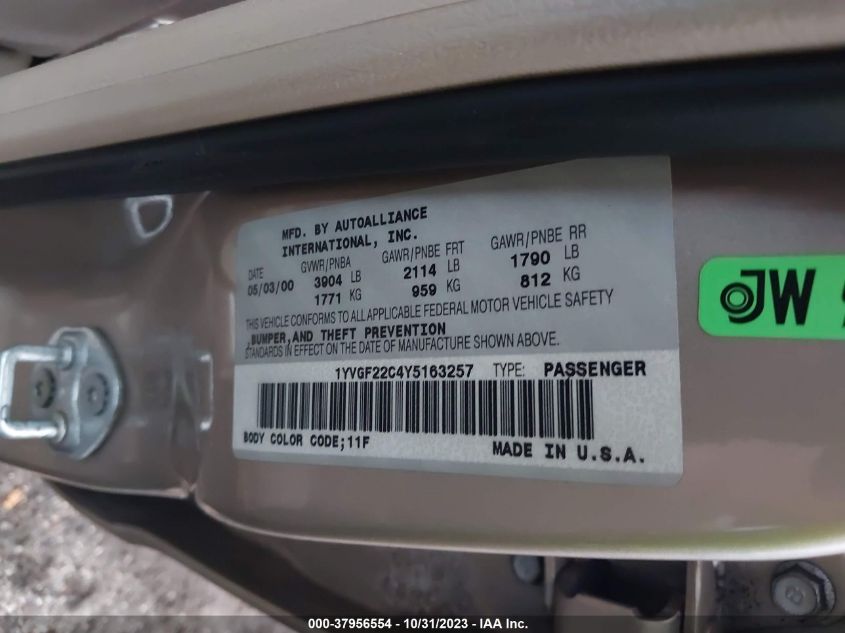 MFD. BY AUTOALLIANCE
INTERNATIONAL, INC.
DATE GVWR/PNBA GAWR/PNBE FRT GAWR/PNBE RR
05/03/00 3904 LB 2114 LB 1790 LB
1771 KG 959 KG 812 KG
THIS VEHICLE CONFORMS TO ALL APPLICABLE FEDERAL MOTOR VEHICLE SAFETY
,BUMPER,AND THEFT PREVENTION
STANDARDS IN EFFECT ON THE DATE OF MANUFACTURE SHOWN ABOVE.
1YVGF22C4Y5163257 TYPE: PASSENGER
BODY COLOR CODE;11F MADE IN U.S.A.
JW
000-37956554 - 10/31/2023 - IAA Inc.